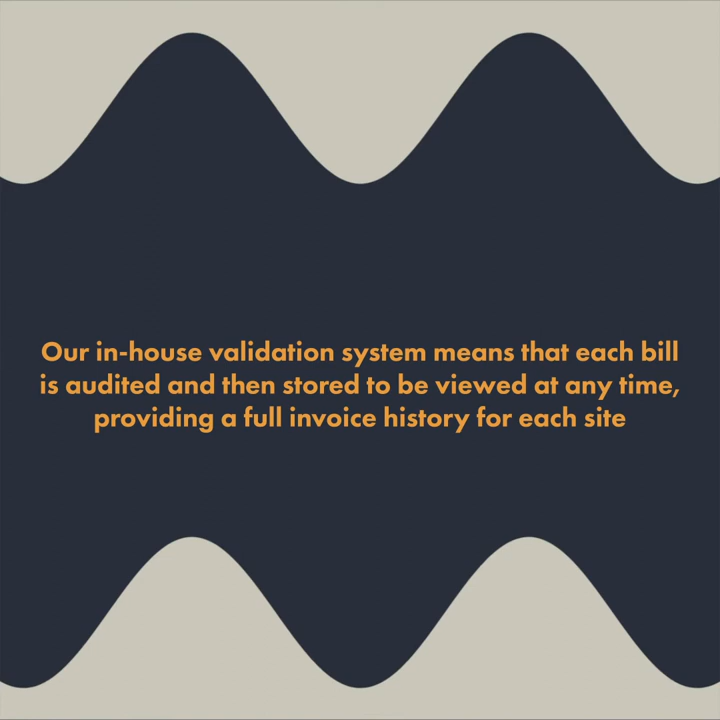 Our in-house validation system means that each bill
is audited and then stored to be viewed at any time,
providing a full invoice history for each site